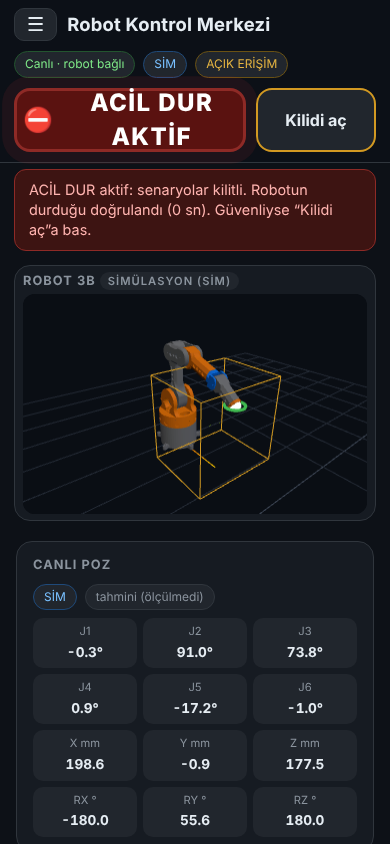 ☰ Robot Kontrol Merkezi
Canlı · robot bağlı SİM AÇIK ERİŞİM
⛔ ACİL DUR
AKTİF
Kilidi aç
ACİL DUR aktif: senaryolar kilitli. Robotun
durduğu doğrulandı (0 sn). Güvenliyse “Kilidi
aç”a bas.
ROBOT 3B SİMÜLASYON (SİM)
CANLI POZ
SİM tahmini (ölçülmedi)
J1 J2 J3
-0.3° 91.0° 73.8°
J4 J5 J6
0.9° -17.2° -1.0°
X mm Y mm Z mm
198.6 -0.9 177.5
RX ° RY ° RZ °
-180.0 55.6 180.0